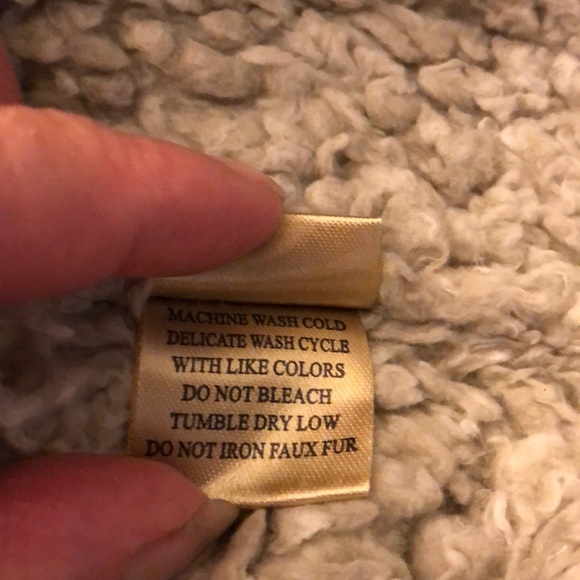 MACHINE WASH COLD
DELICATE WASH CYCLE
WITH LIKE COLORS
DO NOT BLEACH
TUMBLE DRY LOW
DO NOT IRON FAUX FUR